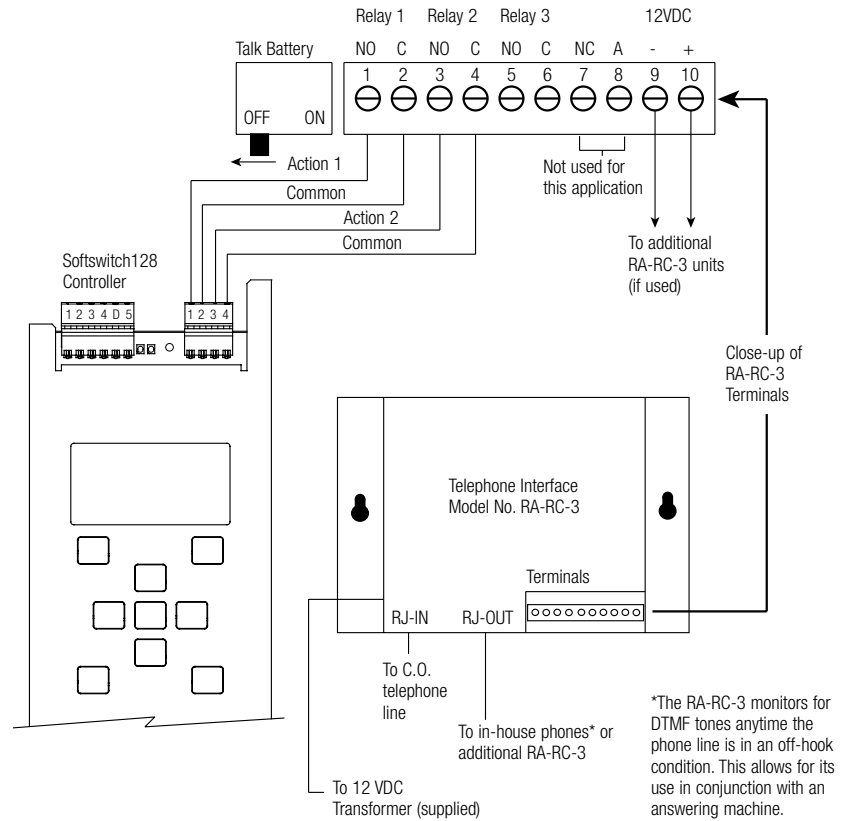 Relay 1 Relay 2 Relay 3 12VDC
Talk Battery NO C NO C NO C NC A - +
1 2 3 4 5 6 7 8 9 10
OFF ON
Action 1
Common
Action 2
Common
Not used for
this application
To additional
RA-RC-3 units
(if used)
Softswitch128
Controller
1 2 3 4 D 5
1 2 3 4
Close-up of
RA-RC-3
Terminals
Telephone Interface
Model No. RA-RC-3
Terminals
RJ-IN RJ-OUT
To C.O.
telephone
line
To in-house phones* or
additional RA-RC-3
To 12 VDC
Transformer (supplied)
*The RA-RC-3 monitors for
DTMF tones anytime the
phone line is in an off-hook
condition. This allows for its
use in conjunction with an
answering machine.